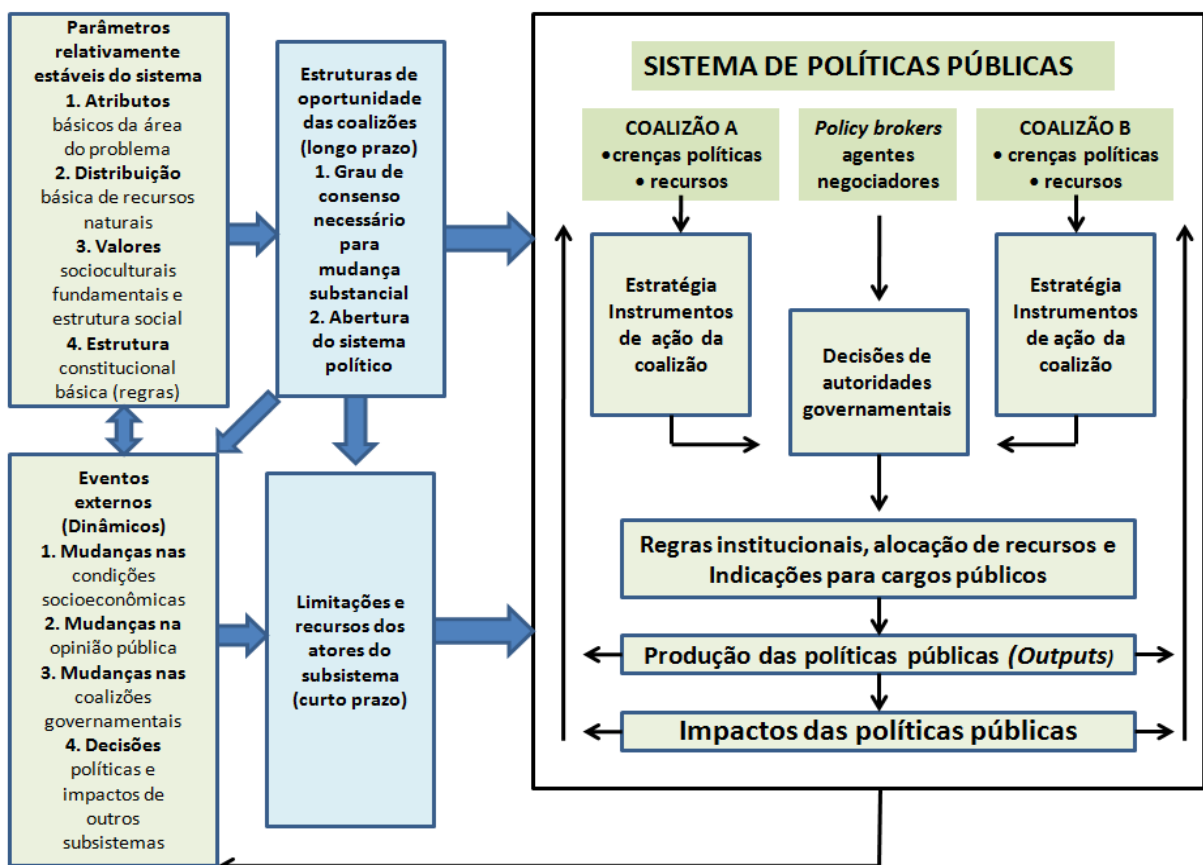 Parâmetros
relativamente
estáveis do sistema
1. Atributos
básicos da área
do problema
2. Distribuição
básica de recursos
naturais
3. Valores
socioculturais
fundamentais e
estrutura social
4. Estrutura
constitucional
básica (regras)
Estruturas de
oportunidade
das coalizões
(longo prazo)
1. Grau de
consenso
necessário
para
mudança
substancial
2. Abertura
do sistema
político
Eventos
externos
(Dinâmicos)
1. Mudanças nas
condições
socioeconômicas
2. Mudanças na
opinião pública
3. Mudanças nas
coalizões
governamentais
4. Decisões
políticas e
impactos de
outros
subsistemas
Limitações e
recursos dos
atores do
subsistema
(curto prazo)
SISTEMA DE POLÍTICAS PÚBLICAS
COALIZÃO A
•crenças políticas
• recursos
Policy brokers
agentes
negociadores
COALIZÃO B
• crenças políticas
• recursos
Estratégia
Instrumentos
de ação da
coalizão
Decisões de
autoridades
governamentais
Estratégia
Instrumentos
de ação da
coalizão
Regras institucionais, alocação de recursos e
Indicações para cargos públicos
Produção das políticas públicas (Outputs)
Impactos das políticas públicas